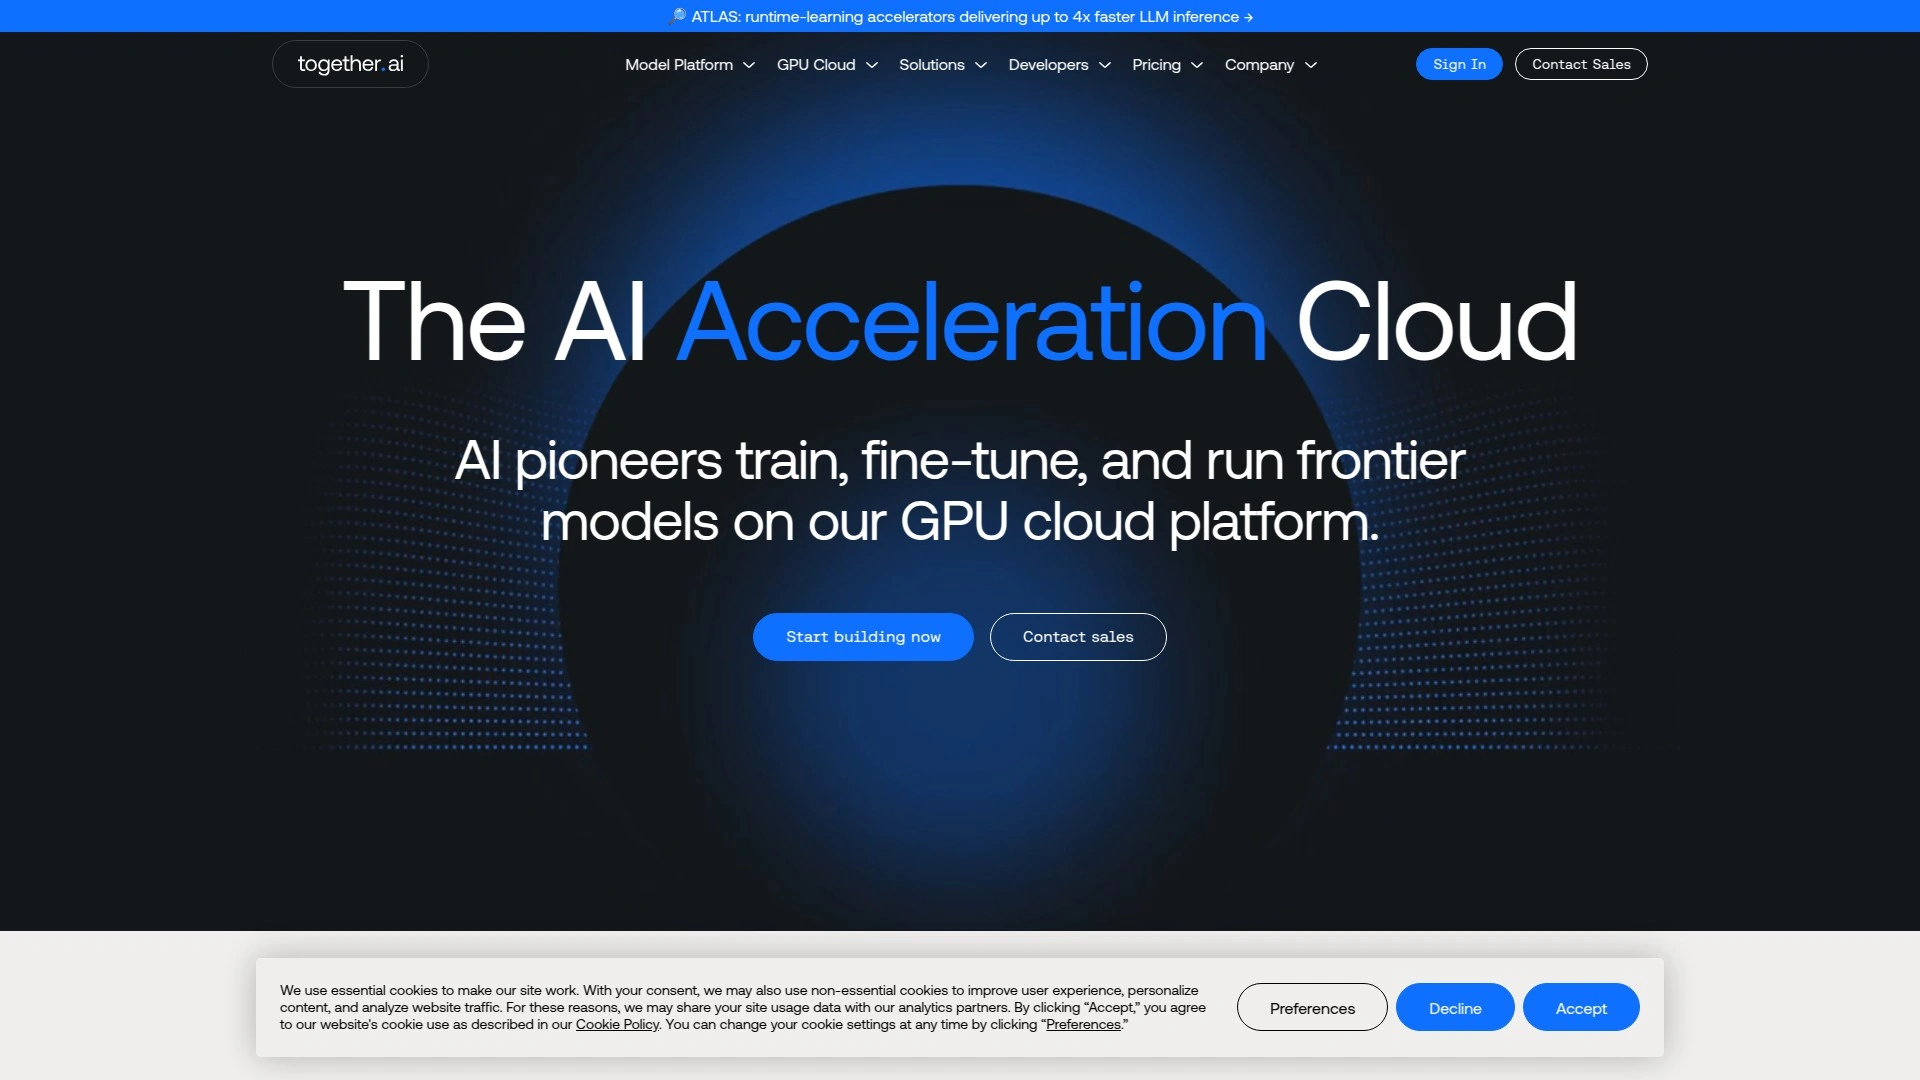 🔎 ATLAS: runtime-learning accelerators delivering up to 4x faster LLM inference →
together.ai
Model Platform
GPU Cloud
Solutions
Developers
Pricing
Company
Sign In
Contact Sales
The AI Acceleration Cloud
AI pioneers train, fine-tune, and run frontier
models on our GPU cloud platform.
Start building now
Contact sales
We use essential cookies to make our site work. With your consent, we may also use non-essential cookies to improve user experience, personalize
content, and analyze website traffic. For these reasons, we may share your site usage data with our analytics partners. By clicking “Accept,” you agree
to our website's cookie use as described in our Cookie Policy. You can change your cookie settings at any time by clicking “Preferences.”
Preferences
Decline
Accept